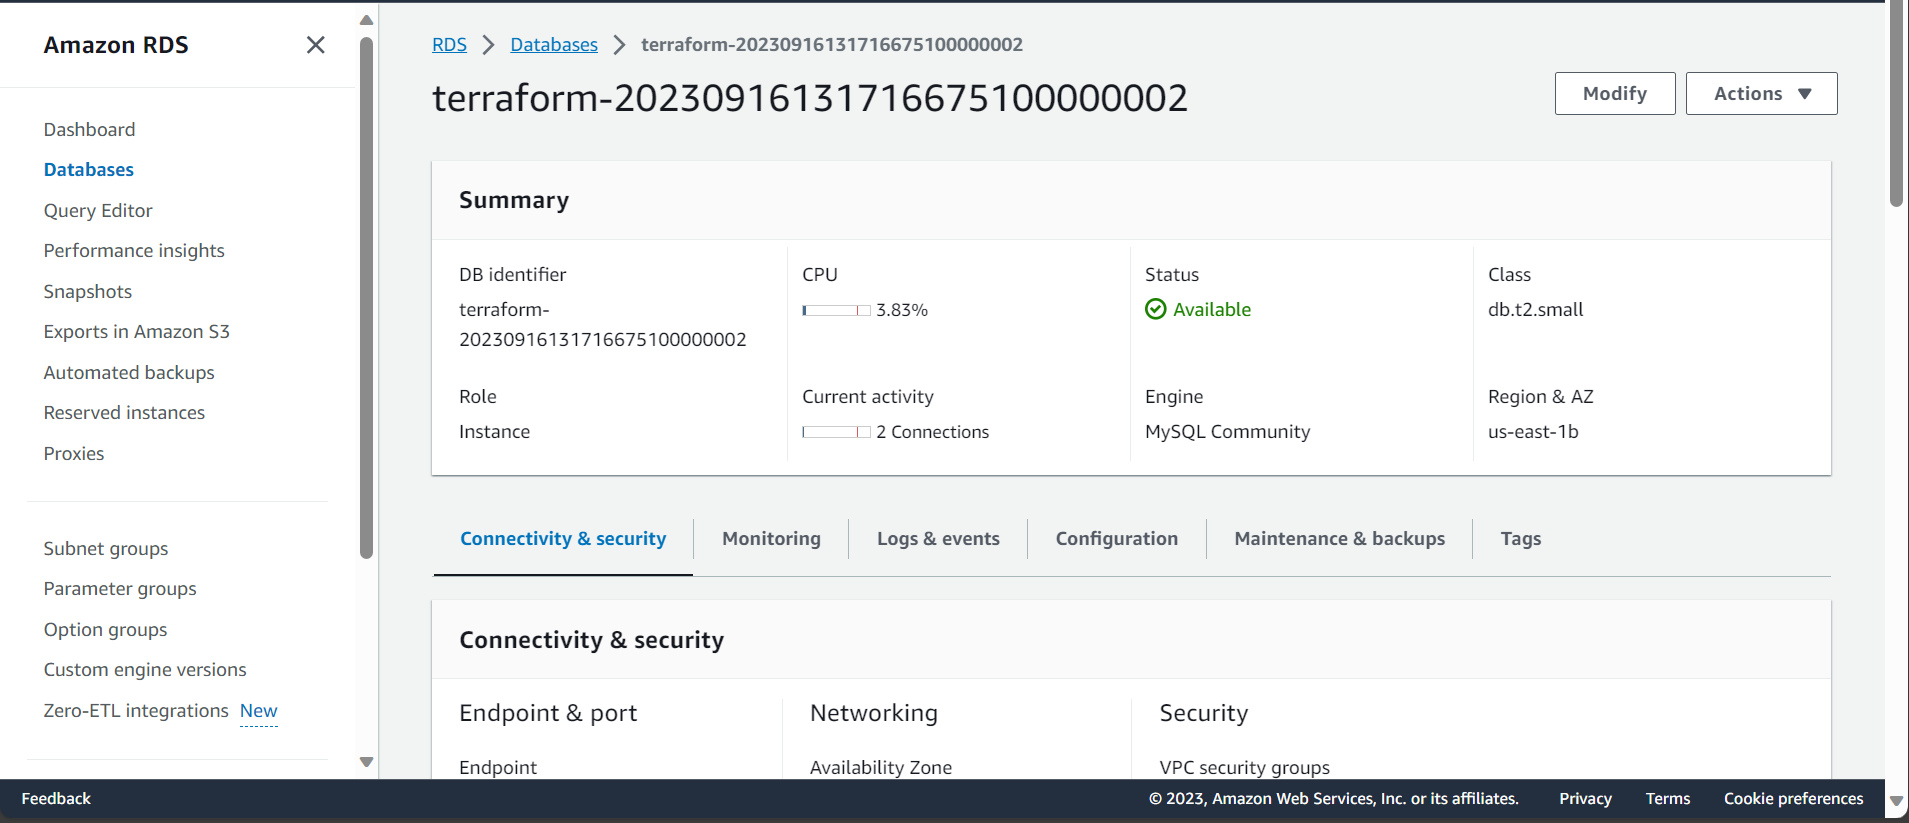 Amazon RDS
Dashboard
Databases
Query Editor
Performance insights
Snapshots
Exports in Amazon S3
Automated backups
Reserved instances
Proxies
Subnet groups
Parameter groups
Option groups
Custom engine versions
Zero-ETL integrations New
RDS Databases terraform-20230916131716675100000002
terraform-20230916131716675100000002
Modify
Actions
Summary
DB identifier
terraform-
20230916131716675100000002
CPU
3.83%
Status
Available
Class
db.t2.small
Role
Instance
Current activity
2 Connections
Engine
MySQL Community
Region & AZ
us-east-1b
Connectivity & security
Monitoring
Logs & events
Configuration
Maintenance & backups
Tags
Connectivity & security
Endpoint & port
Endpoint
Networking
Availability Zone
Security
VPC security groups
Feedback
© 2023, Amazon Web Services, Inc. or its affiliates.
Privacy
Terms
Cookie preferences